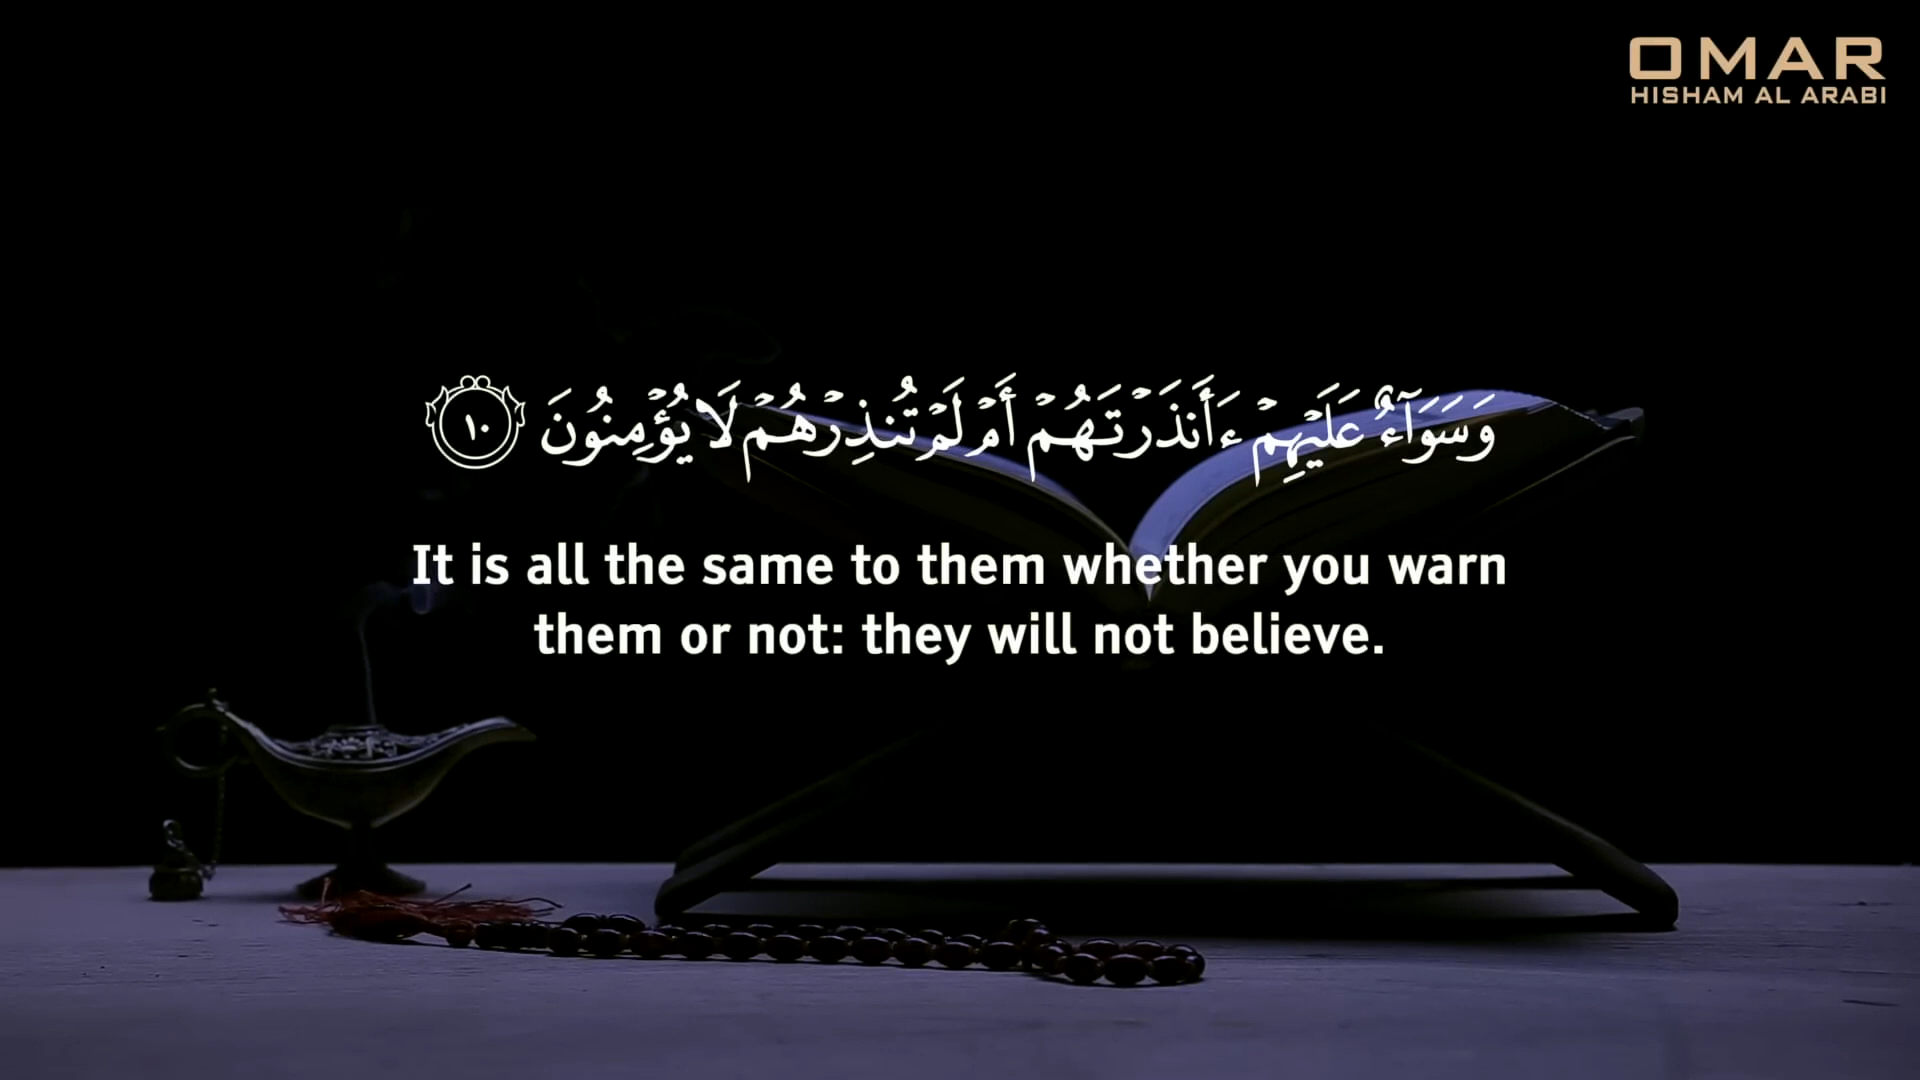 OMAR
HISHAM AL ARABI
وَسَوَآءٌ عَلَيۡهِمۡ ءَأَنذَرۡتَهُمۡ أَمۡ لَمۡ تُنذِرۡهُمۡ لَا يُؤۡمِنُونَ ١٠
It is all the same to them whether you warn
them or not: they will not believe.